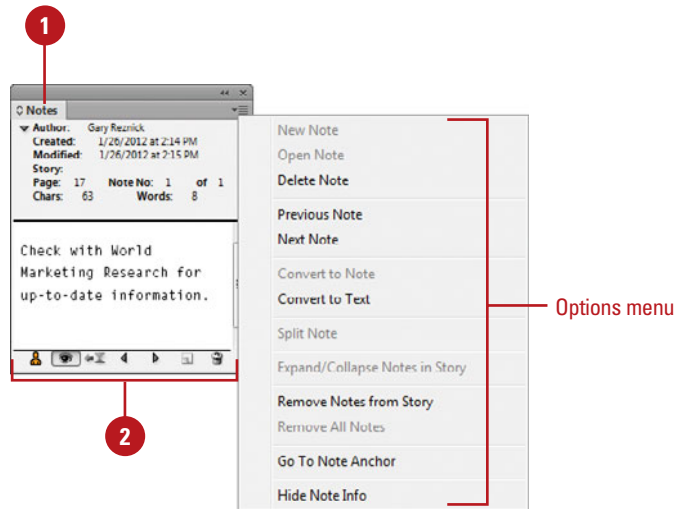 1
Notes
Author: Gary Reznick
Created: 1/26/2012 at 2:14 PM
Modified: 1/26/2012 at 2:15 PM
Story:
Page: 17 Note No: 1 of 1
Chars: 63 Words: 8
Check with World
Marketing Research for
up-to-date information.
2
New Note
Open Note
Delete Note
Previous Note
Next Note
Convert to Note
Convert to Text
Split Note
Expand/Collapse Notes in Story
Remove Notes from Story
Remove All Notes
Go To Note Anchor
Hide Note Info
Options menu